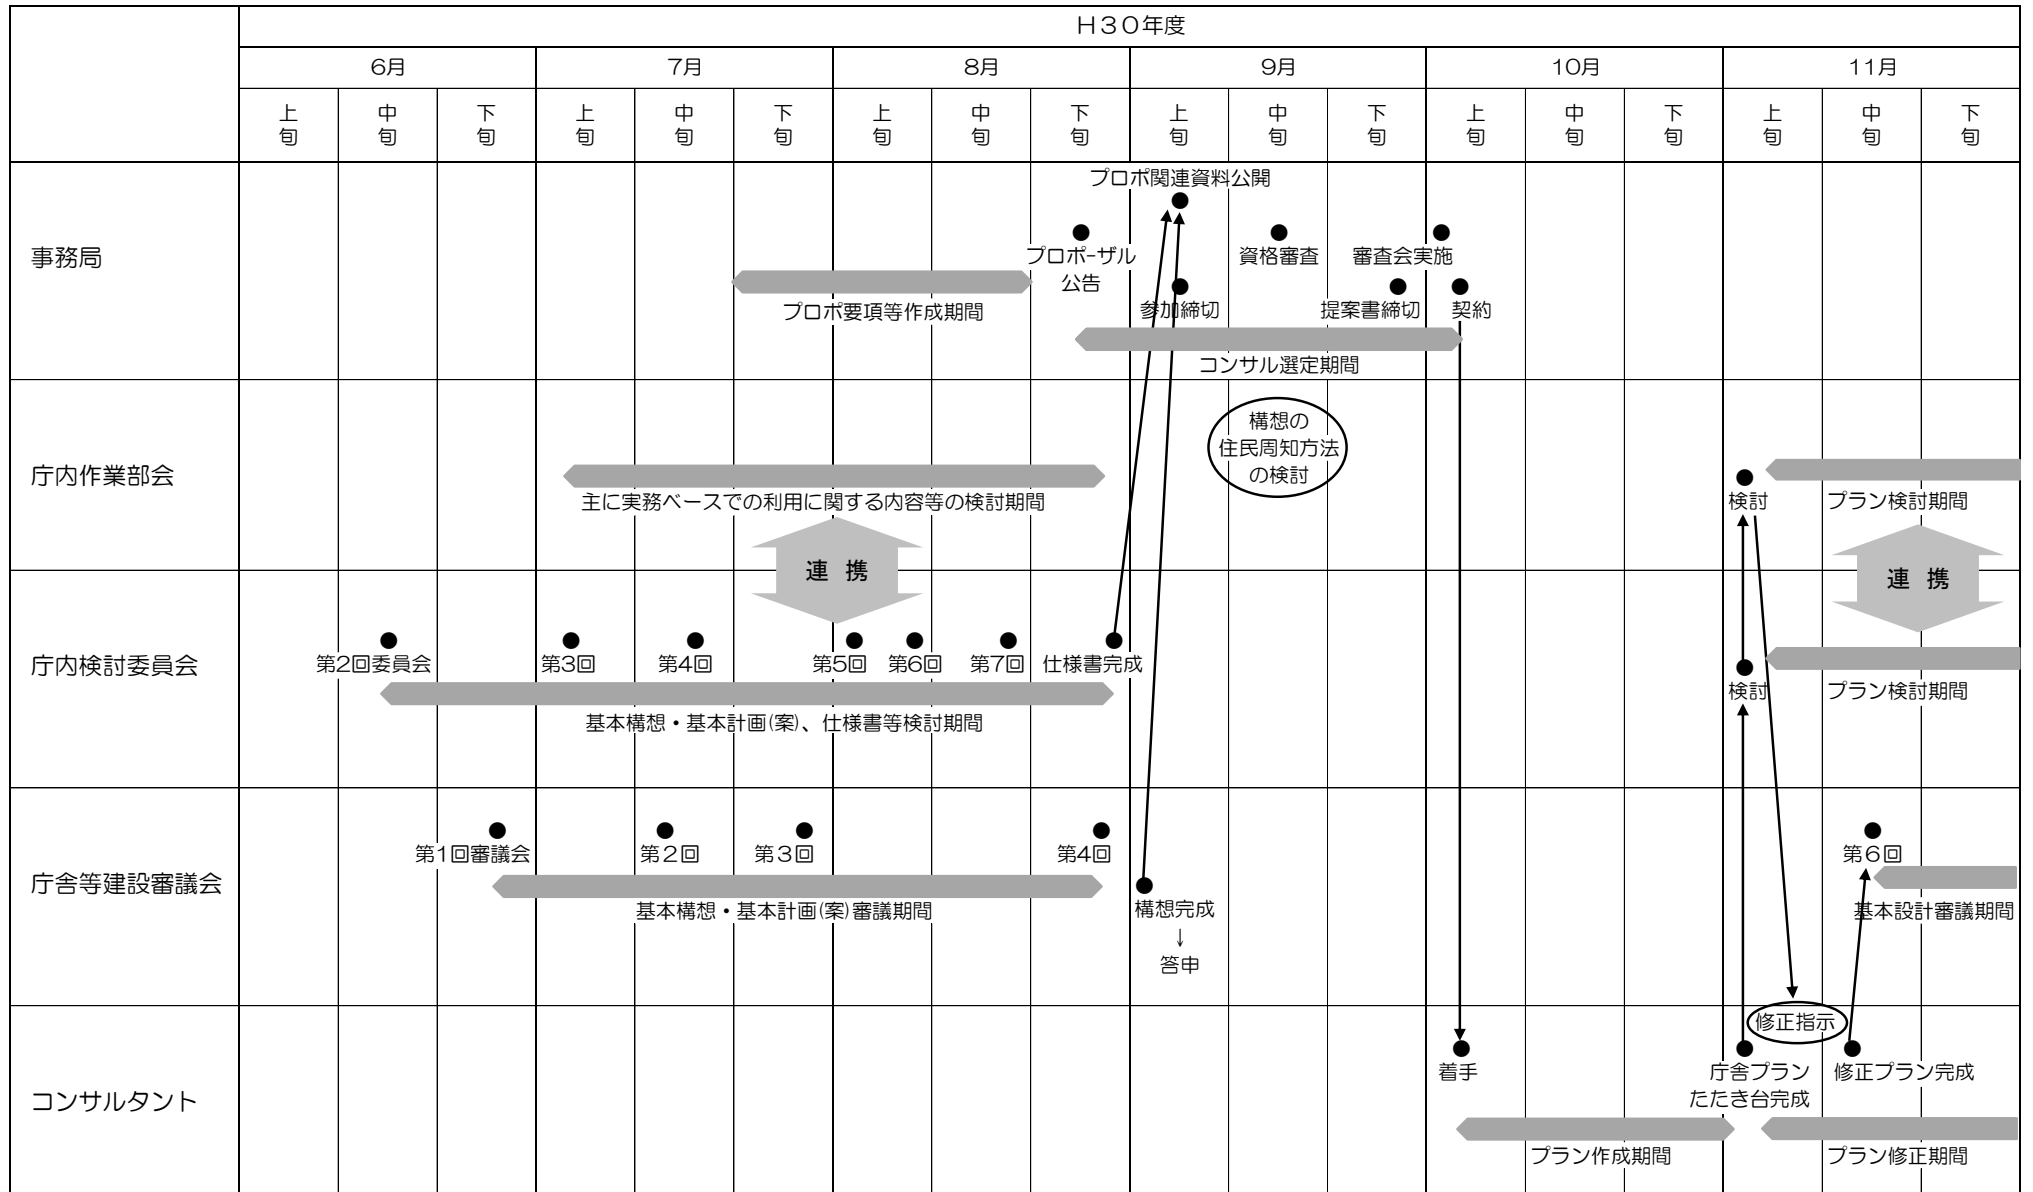 H30年度
6月
7月
8月
9月
10月
11月
上旬
中旬
下旬
上旬
中旬
下旬
上旬
中旬
下旬
上旬
中旬
下旬
上旬
中旬
下旬
上旬
中旬
下旬
事務局
プロポ関連資料公開
プロポーザル
公告
資格審査
審査会実施
プロポ要項等作成期間
参加締切
提案書締切
契約
コンサル選定期間
庁内作業部会
構想の
住民周知方法
の検討
主に実務ベースでの利用に関する内容等の検討期間
検討
プラン検討期間
連携
連携
庁内検討委員会
第2回委員会
第3回
第4回
第5回
第6回
第7回
仕様書完成
基本構想・基本計画(案)、仕様書等検討期間
検討
プラン検討期間
庁舎等建設審議会
第1回審議会
第2回
第3回
第4回
基本構想・基本計画(案)審議期間
構想完成
↓
答申
第6回
基本設計審議期間
コンサルタント
修正指示
着手
庁舎プラン
たたき台完成
修正プラン完成
プラン作成期間
プラン修正期間